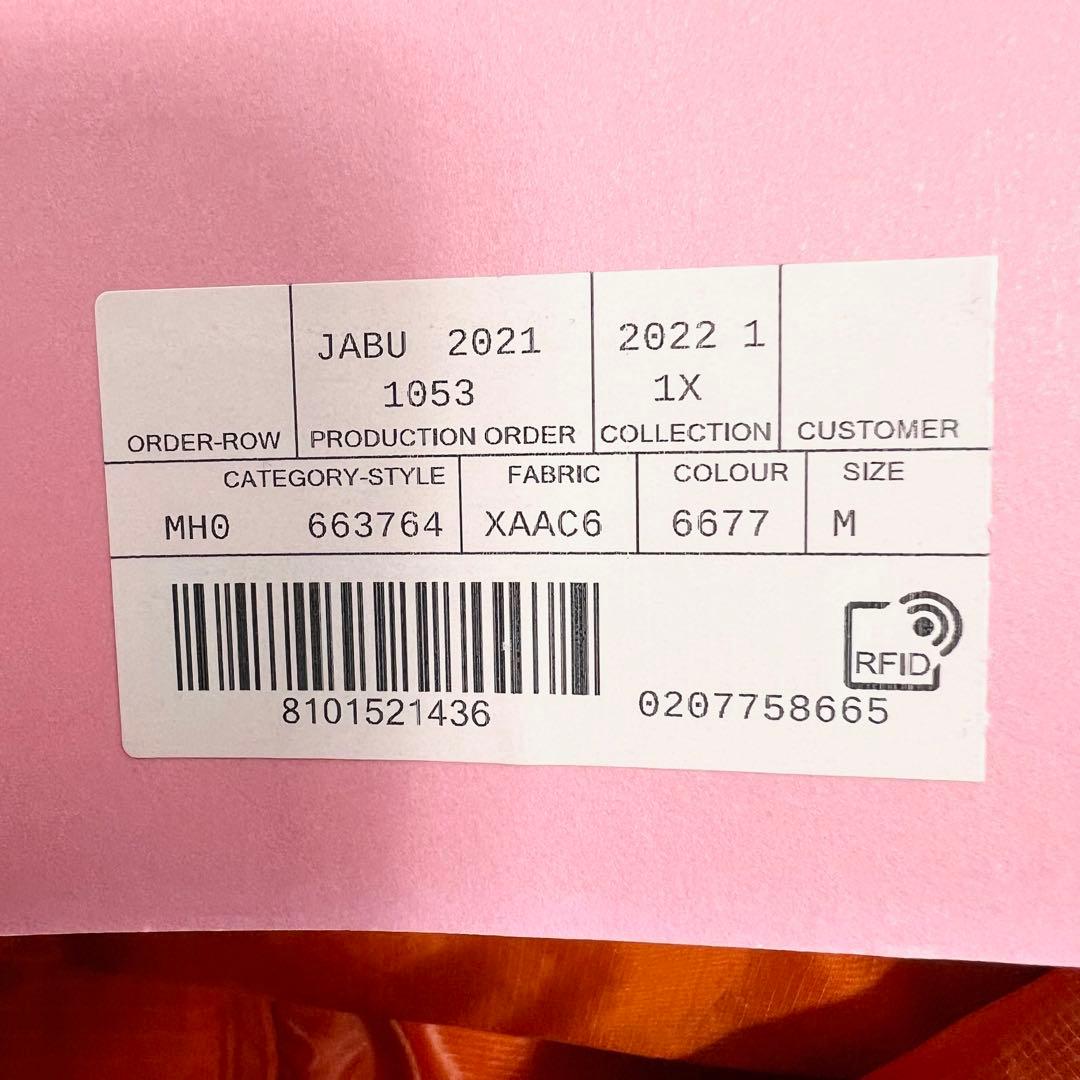 JABU 2021
1053
2022 1
1X
ORDER-ROW PRODUCTION ORDER COLLECTION CUSTOMER
CATEGORY-STYLE FABRIC COLOUR SIZE
MH0 663764 XAAC6 6677 M
RFID
8101521436 0207758665